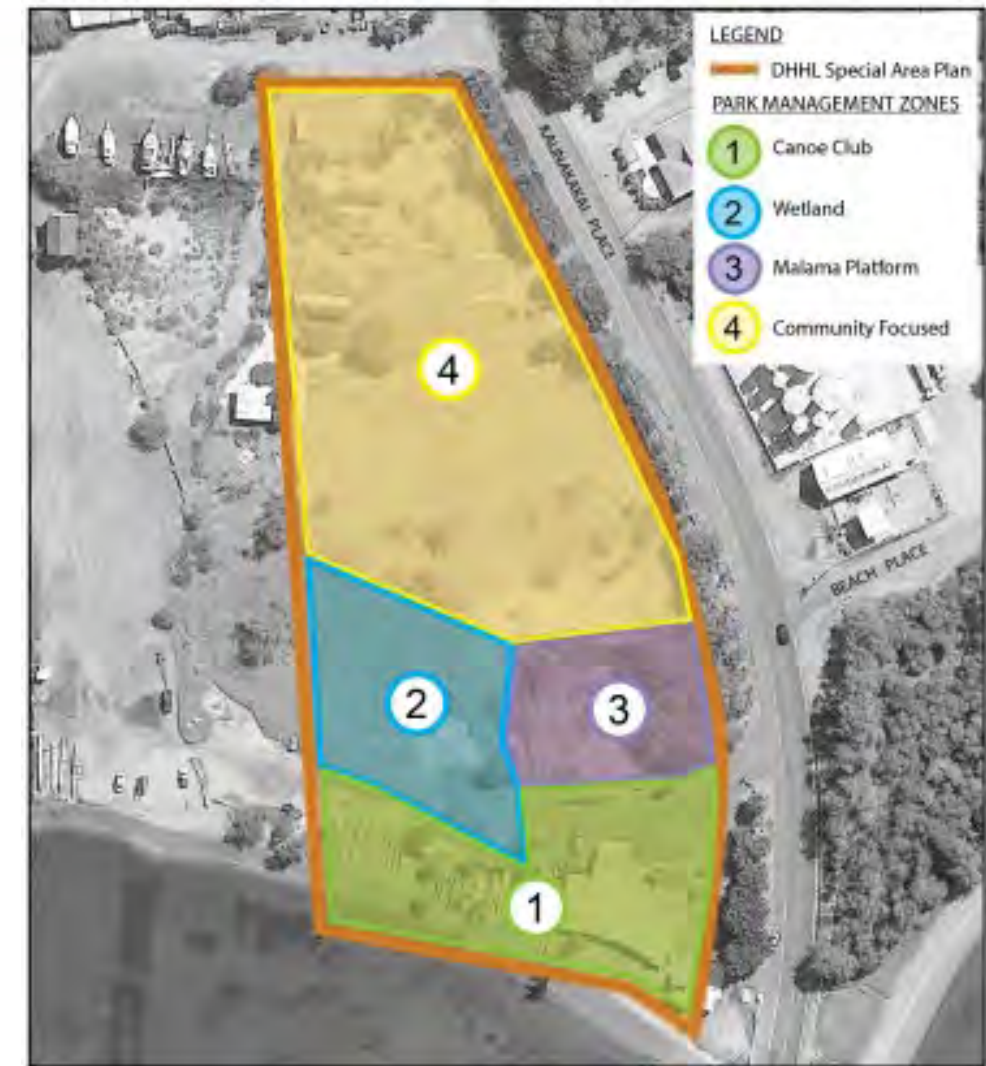 LEGEND
DHHL Special Area Plan
PARK MANAGEMENT ZONES
1 Canoe Club
2 Wetland
3 Malama Platform
4 Community Focused
KAUNAKAKAI PLACE
BEACH PLACE
4
2
3
1